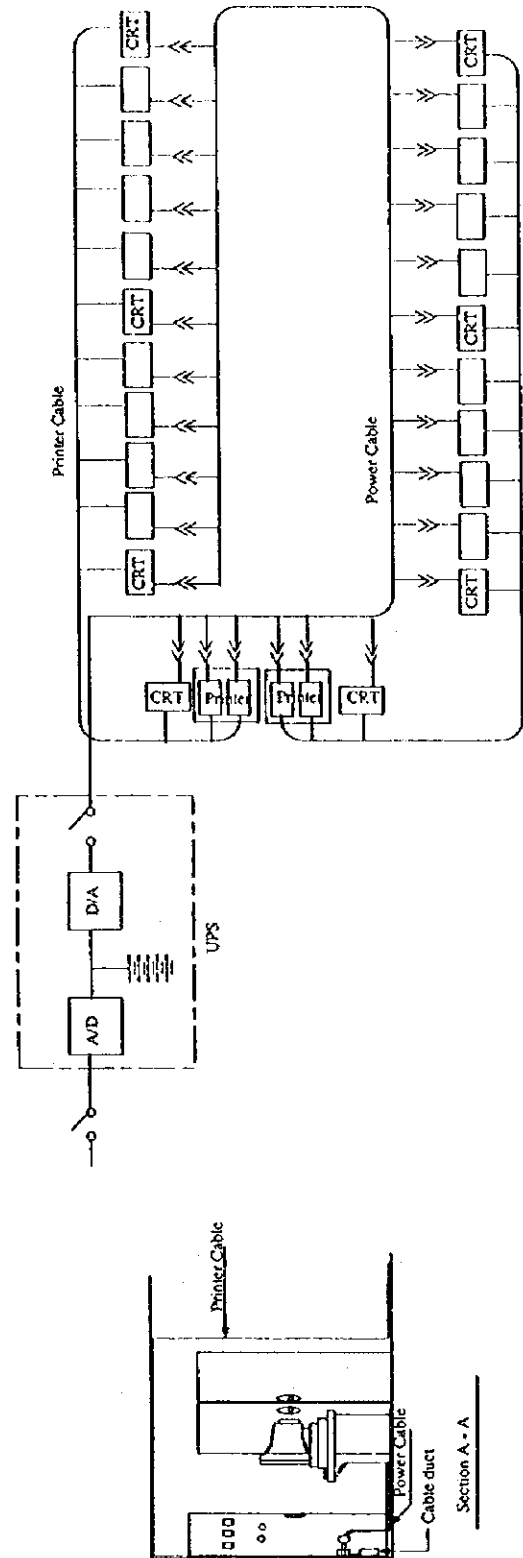 Printer Cable
CRT
CRT
CRT
Power Cable
CRT
CRT
CRT
CRT
Printer
Printer
CRT
A/D
D/A
UPS
Printer Cable
Power Cable
Cable duct
Section A - A